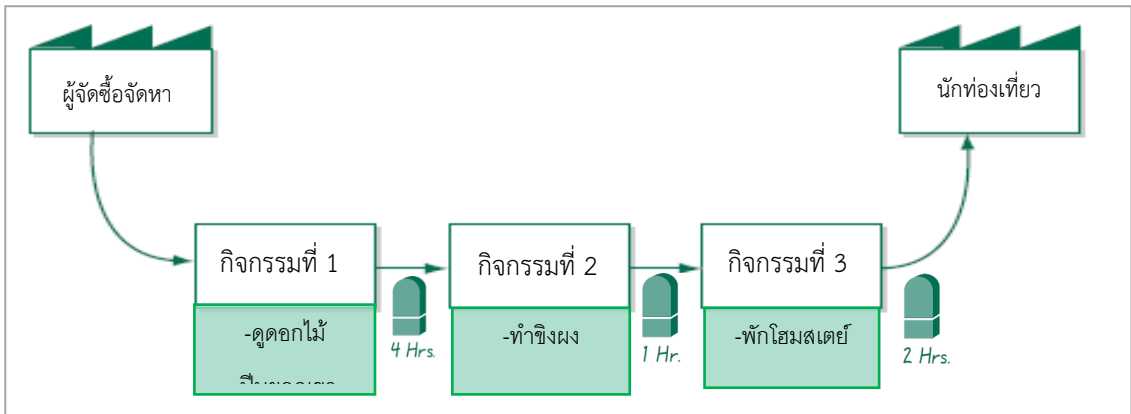 ผู้จัดซื้อจัดหา
นักท่องเที่ยว
กิจกรรมที่ 1
กิจกรรมที่ 2
กิจกรรมที่ 3
-ดูดอกไม้
-ทำขิงผง
-พักโฮมสเตย์
4 Hrs.
1 Hr.
2 Hrs.